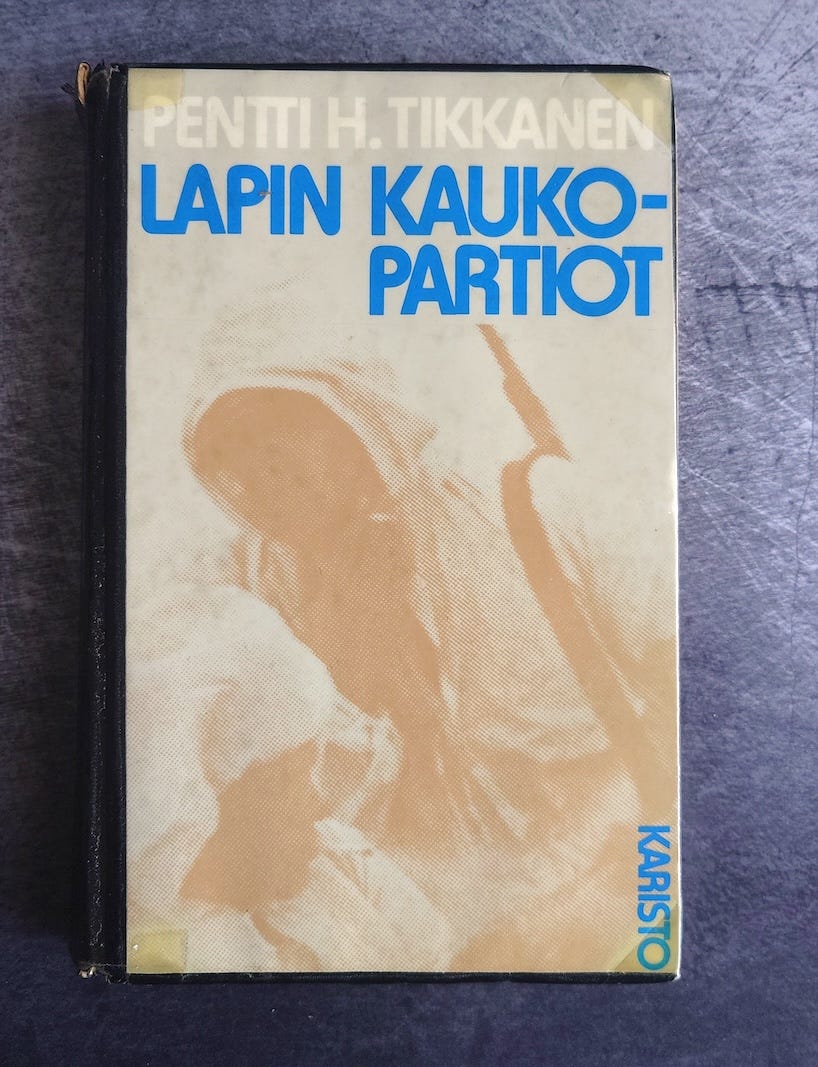 PENTTI H. TIKKANEN
LAPIN KAUKO-
PARTIOT
KARISTO